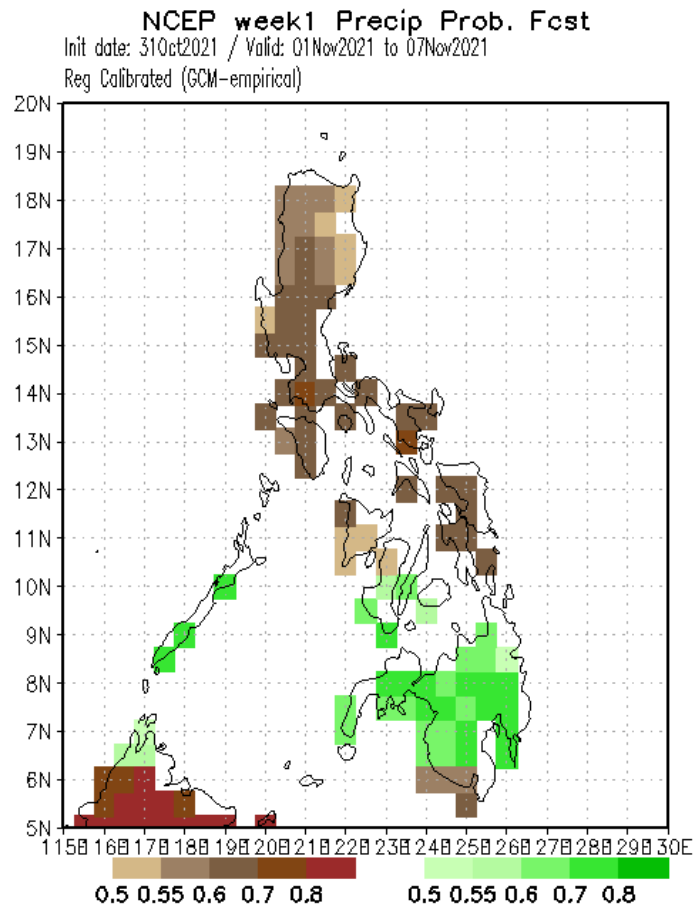 NCEP week1 Precip Prob. Fcst
Init date: 31Oct2021 / Valid: 01Nov2021 to 07Nov2021
Reg Calibrated (GCM-empirical)
20N
19N
18N
17N
16N
15N
14N
13N
12N
11N
10N
9N
8N
7N
6N
5N
115E 116E 117E 118E 119E 120E 121E 122E 123E 124E 125E 126E 127E 128E 129E 130E
0.5 0.55 0.6 0.7 0.8 0.5 0.55 0.6 0.7 0.8